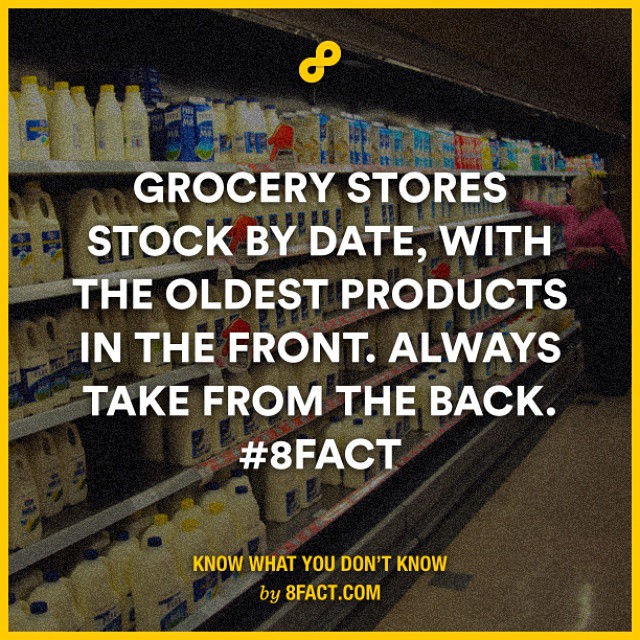 GROCERY STORES
STOCK BY DATE, WITH
THE OLDEST PRODUCTS
IN THE FRONT. ALWAYS
TAKE FROM THE BACK.
#8FACT
KNOW WHAT YOU DON'T KNOW
by 8FACT.COM